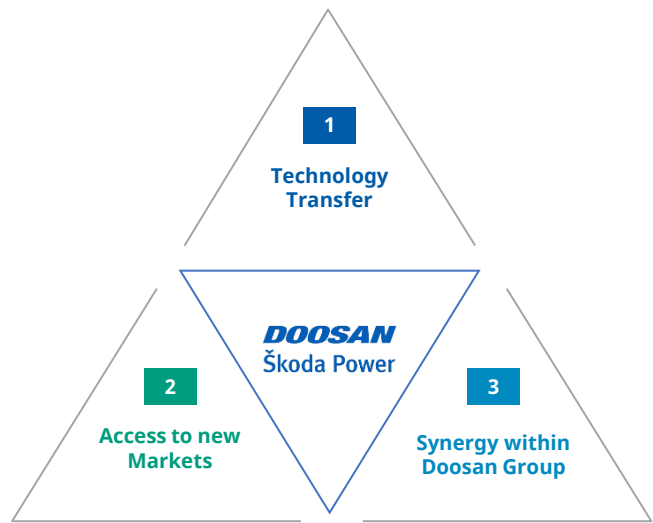 1
Technology
Transfer
DOOSAN
Škoda Power
2
Access to new
Markets
3
Synergy within
Doosan Group